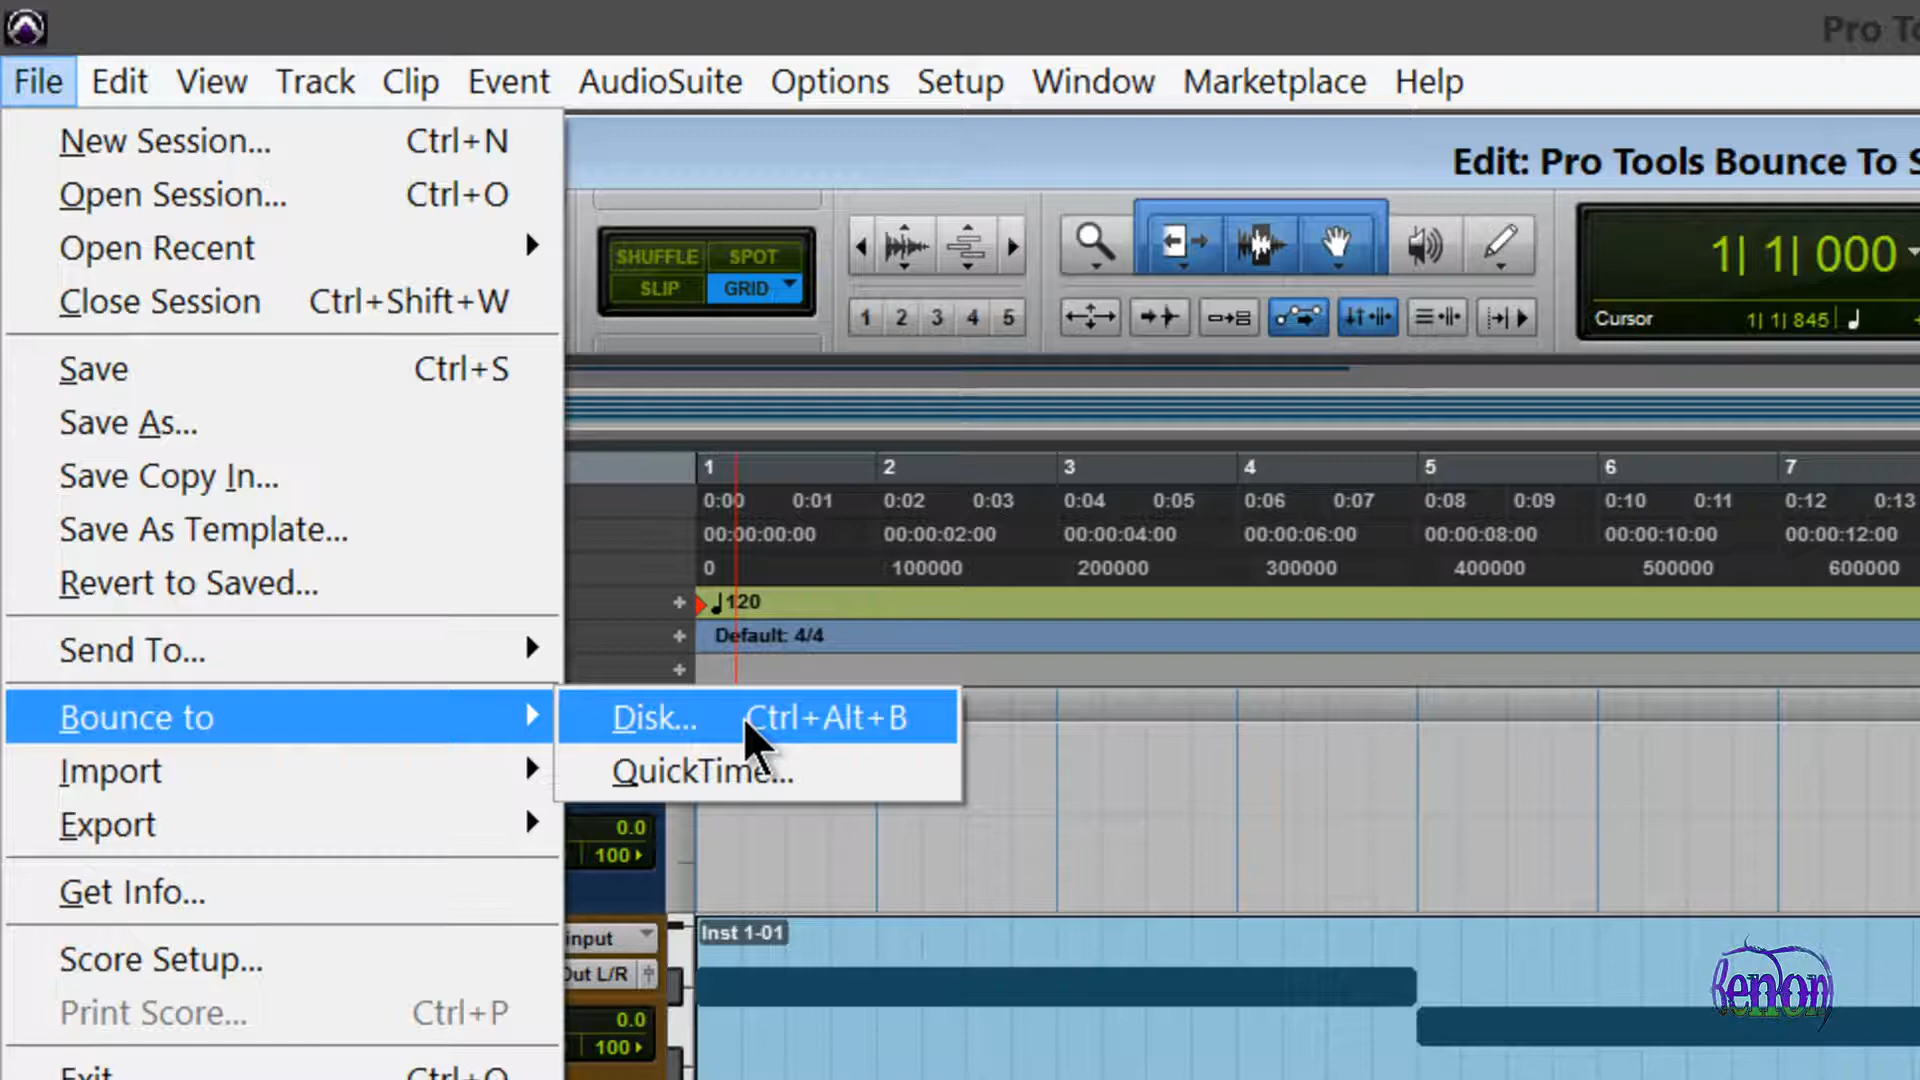 Pro To
File Edit View Track Clip Event AudioSuite Options Setup Window Marketplace Help
New Session... Ctrl+N
Open Session... Ctrl+O
Open Recent
Close Session Ctrl+Shift+W
Save Ctrl+S
Save As...
Save Copy In...
Save As Template...
Revert to Saved...
Send To...
Bounce to
Import
Export
Get Info...
Score Setup...
Print Score... Ctrl+P
Exit Ctrl+Q
Disk... Ctrl+Alt+B
QuickTime...
Edit: Pro Tools Bounce To S
SHUFFLE SPOT
SLIP GRID
1 2 3 4 5
1| 1| 000
Cursor 1| 1| 845
1 2 3 4 5 6 7
0:00 0:01 0:02 0:03 0:04 0:05 0:06 0:07 0:08 0:09 0:10 0:11 0:12 0:13
00:00:00:00 00:00:02:00 00:00:04:00 00:00:06:00 00:00:08:00 00:00:10:00 00:00:12:00
0 100000 200000 300000 400000 500000 600000
+ 120
+ Default: 4/4
+
0.0
100
input
Out L/R
0.0
100
Inst 1-01